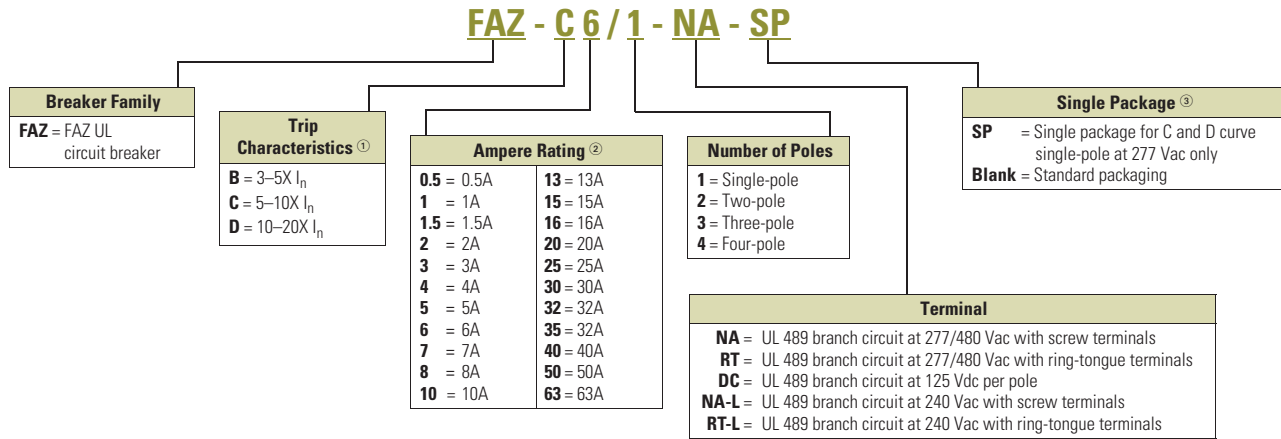 FAZ - C 6 / 1 - NA - SP
Breaker Family
FAZ = FAZ UL
circuit breaker
Trip
Characteristics ①
B = 3–5X In
C = 5–10X In
D = 10–20X In
Ampere Rating ②
0.5 = 0.5A
1 = 1A
1.5 = 1.5A
2 = 2A
3 = 3A
4 = 4A
5 = 5A
6 = 6A
7 = 7A
8 = 8A
10 = 10A
13 = 13A
15 = 15A
16 = 16A
20 = 20A
25 = 25A
30 = 30A
32 = 32A
35 = 32A
40 = 40A
50 = 50A
63 = 63A
Number of Poles
1 = Single-pole
2 = Two-pole
3 = Three-pole
4 = Four-pole
Single Package ③
SP = Single package for C and D curve
single-pole at 277 Vac only
Blank = Standard packaging
Terminal
NA = UL 489 branch circuit at 277/480 Vac with screw terminals
RT = UL 489 branch circuit at 277/480 Vac with ring-tongue terminals
DC = UL 489 branch circuit at 125 Vdc per pole
NA-L = UL 489 branch circuit at 240 Vac with screw terminals
RT-L = UL 489 branch circuit at 240 Vac with ring-tongue terminals